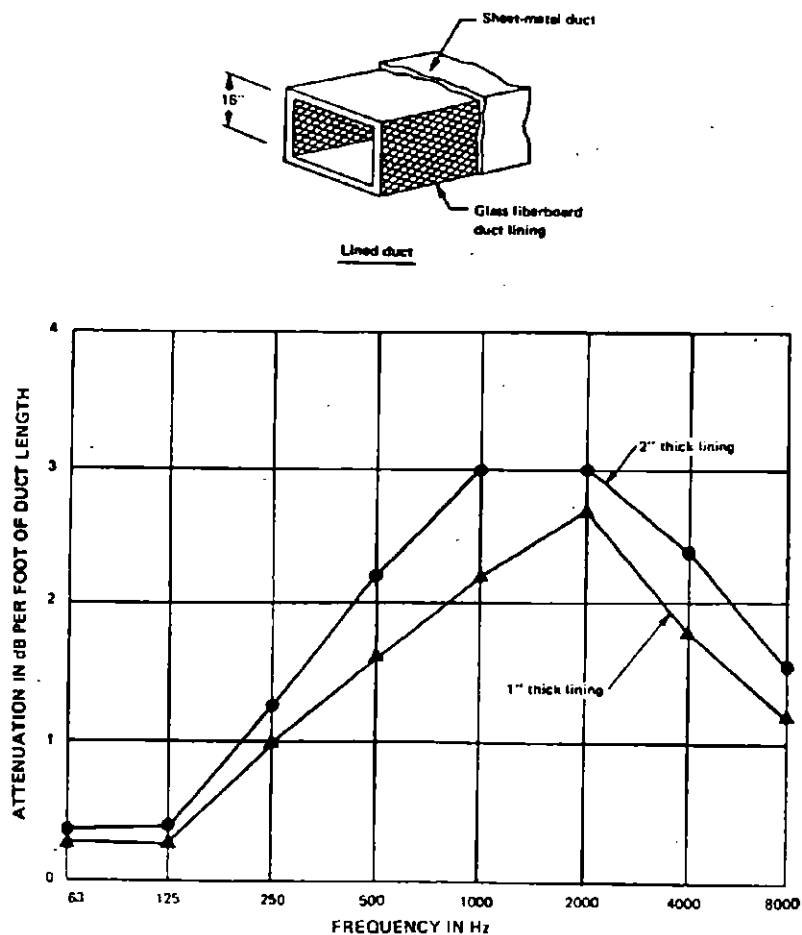 Sheet-metal duct
16"
Glass fiberboard
duct lining
Lined duct
ATTENUATION IN dB PER FOOT OF DUCT LENGTH
4
3
2
1
0
2" thick lining
1" thick lining
63 125 250 500 1000 2000 4000 8000
FREQUENCY IN Hz